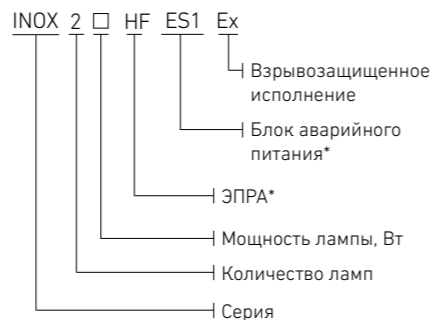 INOX 2 □ HF ES1 Ex
Взрывозащищенное
исполнение
Блок аварийного
питания*
ЭПРА*
Мощность лампы, Вт
Количество ламп
Серия